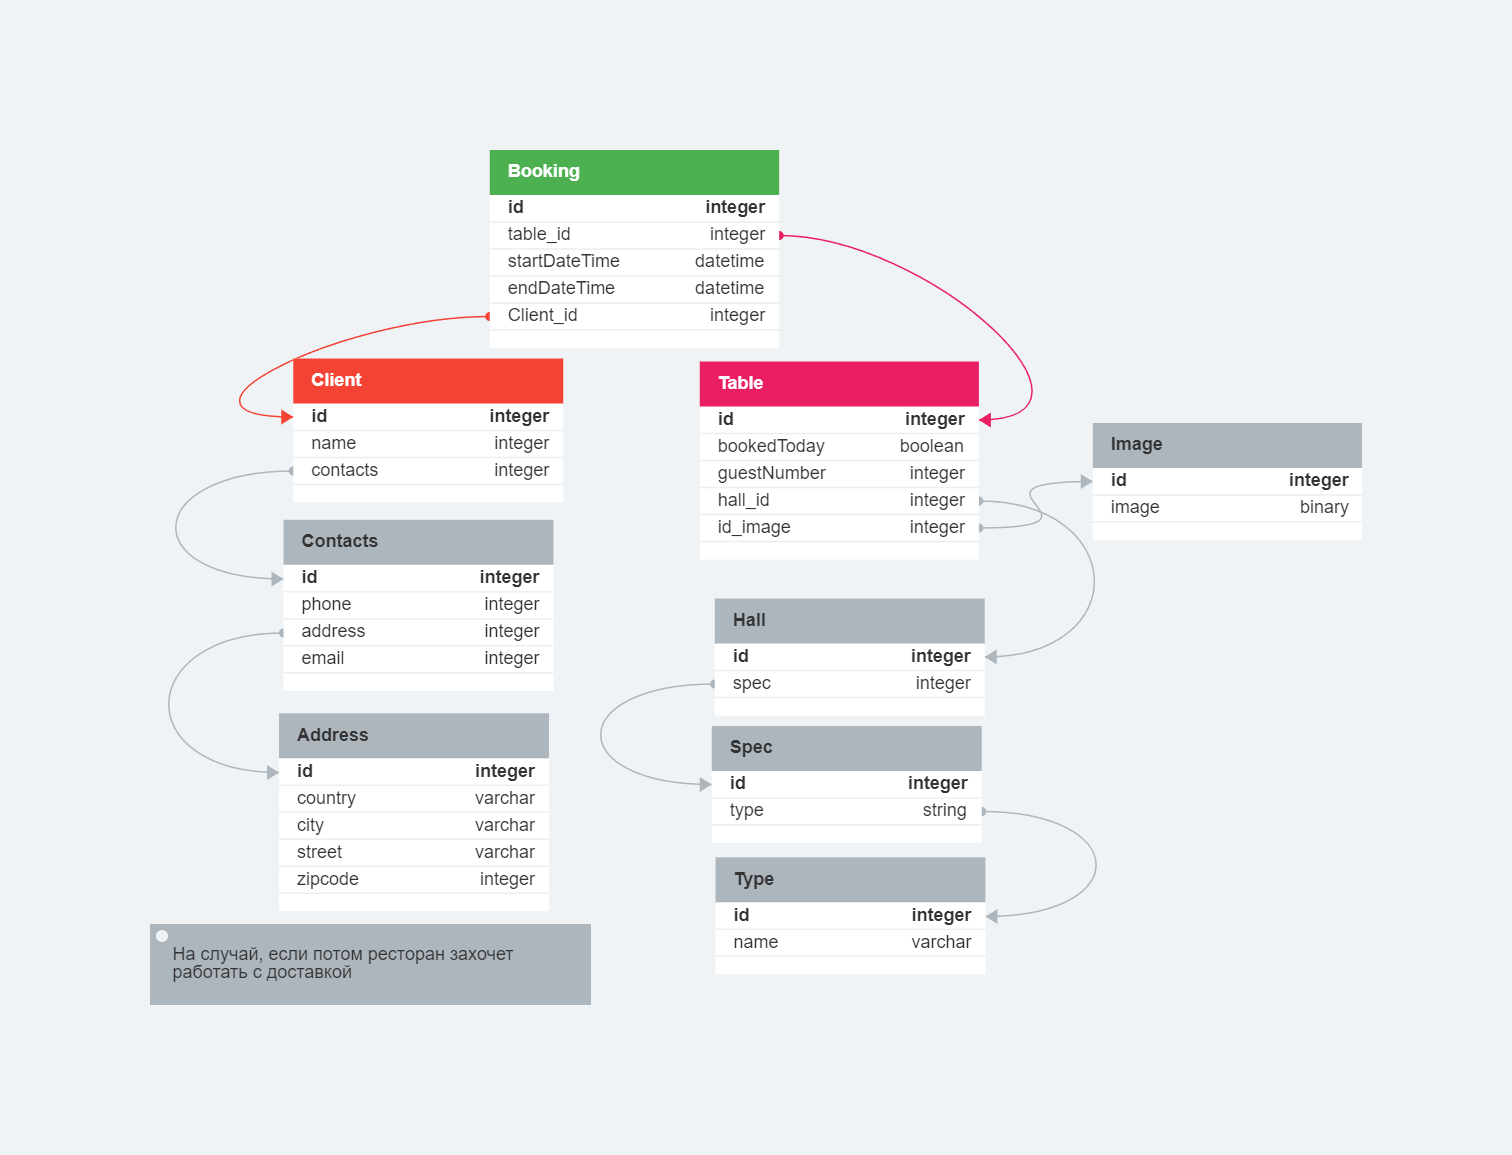 Booking
id integer
table_id integer
startDateTime datetime
endDateTime datetime
Client_id integer
Client
id integer
name integer
contacts integer
Table
id integer
bookedToday boolean
guestNumber integer
hall_id integer
id_image integer
Image
id integer
image binary
Contacts
id integer
phone integer
address integer
email integer
Hall
id integer
spec integer
Address
id integer
country varchar
city varchar
street varchar
zipcode integer
Spec
id integer
type string
Type
id integer
name varchar
На случай, если потом ресторан захочет
работать с доставкой